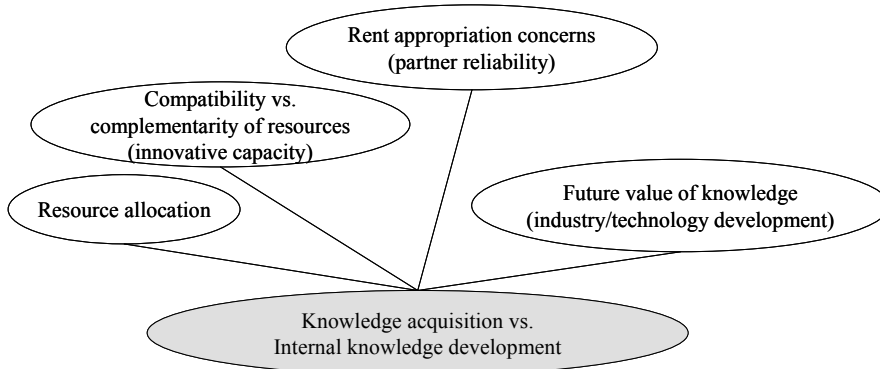 Rent appropriation concerns
(partner reliability)
Compatibility vs.
complementarity of resources
(innovative capacity)
Future value of knowledge
(industry/technology development)
Resource allocation
Knowledge acquisition vs.
Internal knowledge development